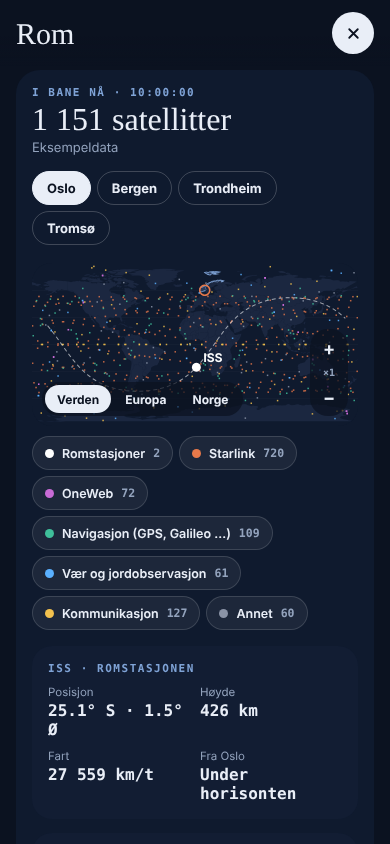 Rom
I BANE NÅ · 10:00:00
1 151 satellitter
Eksempeldata
Oslo Bergen Trondheim
Tromsø
ISS
+
×1
−
Verden Europa Norge
Romstasjoner 2 Starlink 720
OneWeb 72
Navigasjon (GPS, Galileo …) 109
Vær og jordobservasjon 61
Kommunikasjon 127 Annet 60
ISS · ROMSTASJONEN
Posisjon Høyde
25.1° S · 1.5° Ø 426 km
Fart Fra Oslo
27 559 km/t Under horisonten